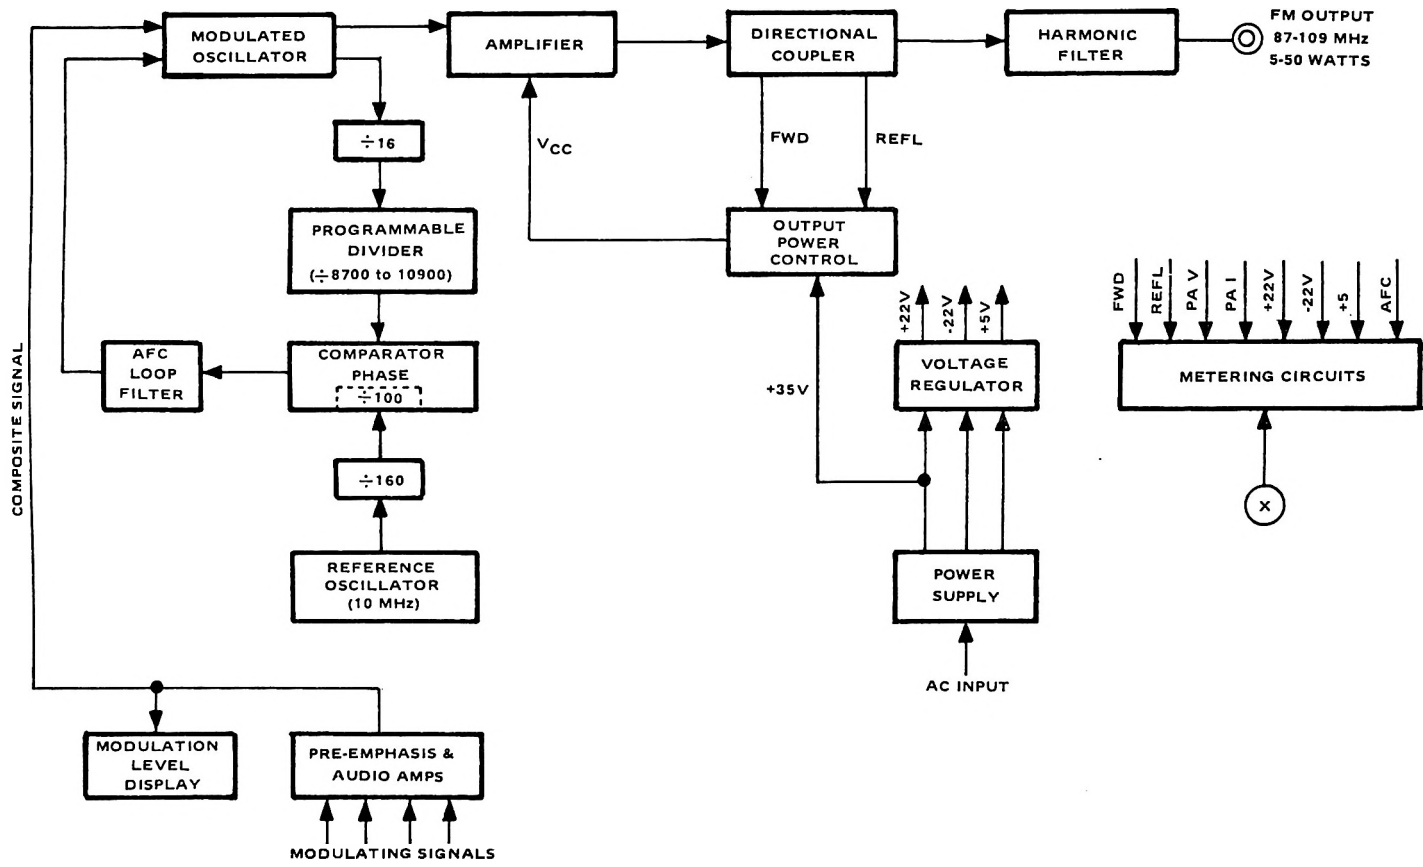 MODULATED
OSCILLATOR
AMPLIFIER
DIRECTIONAL
COUPLER
HARMONIC
FILTER
FM OUTPUT
87-109 MHz
5-50 WATTS
÷16
VCC
FWD
REFL
PROGRAMMABLE
DIVIDER
(÷8700 to 10900)
OUTPUT
POWER
CONTROL
+22V
-22V
+5V
FWD
REFL
PA V
PA I
+22V
-22V
+5
AFC
AFC
LOOP
FILTER
COMPARATOR
PHASE
÷100
VOLTAGE
REGULATOR
METERING CIRCUITS
+35V
COMPOSITE SIGNAL
÷160
X
REFERENCE
OSCILLATOR
(10 MHz)
POWER
SUPPLY
AC INPUT
MODULATION
LEVEL
DISPLAY
PRE-EMPHASIS &
AUDIO AMPS
MODULATING SIGNALS